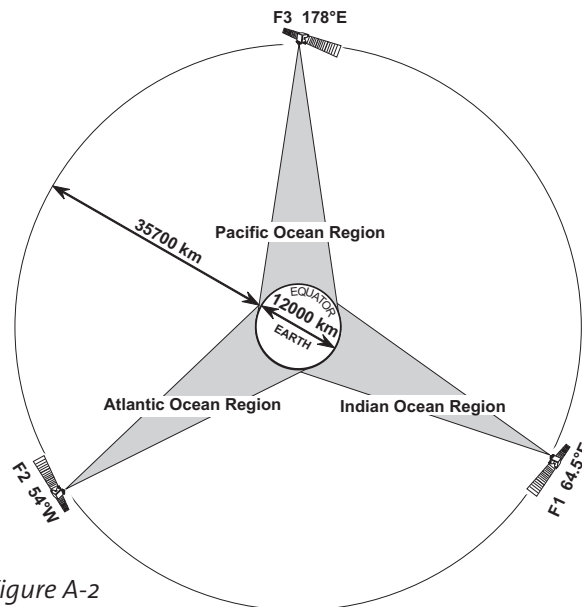 F3 178°E
35700 km
Pacific Ocean Region
EQUATOR
12000 km
EARTH
Atlantic Ocean Region
Indian Ocean Region
F2 54°W
F1 64.5°E
igure A-2